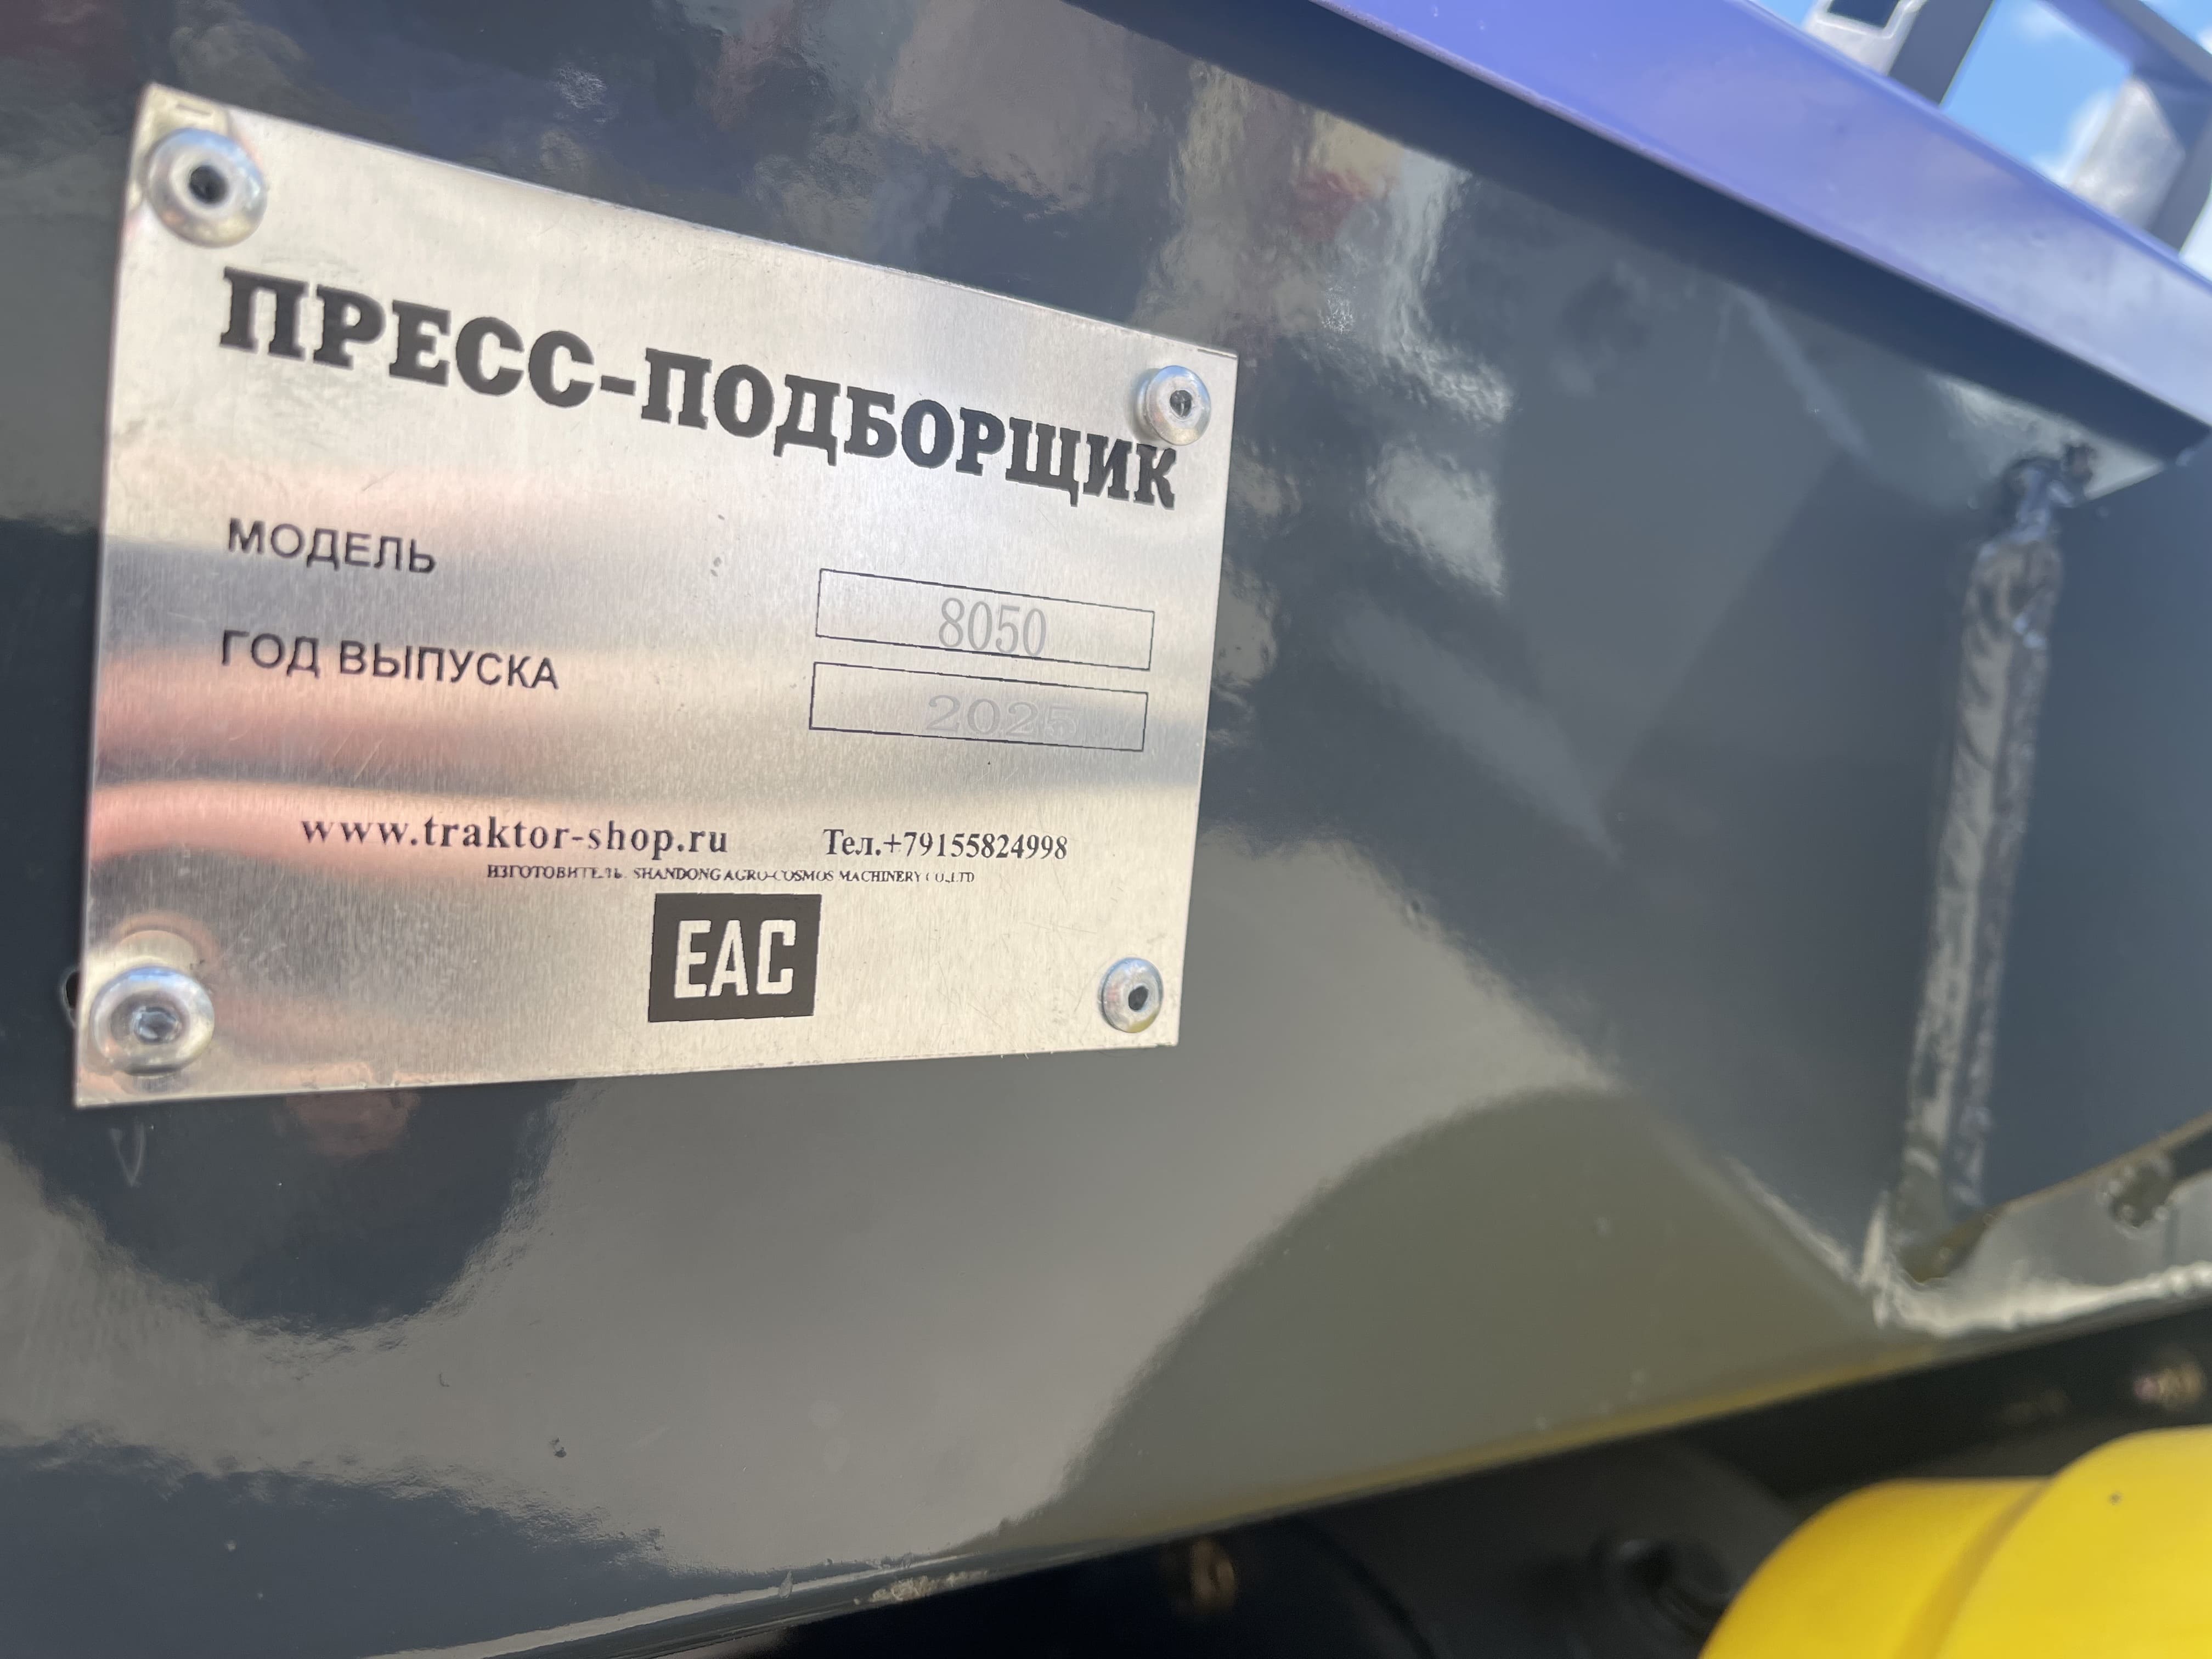 ПРЕСС-ПОДБОРЩИК
МОДЕЛЬ 8050
ГОД ВЫПУСКА 2025
www.traktor-shop.ru Тел.+79155824998
ИЗГОТОВИТЕЛЬ. SHANDONG AGRO-COSMOS MACHINERY CO.,LTD
EAC